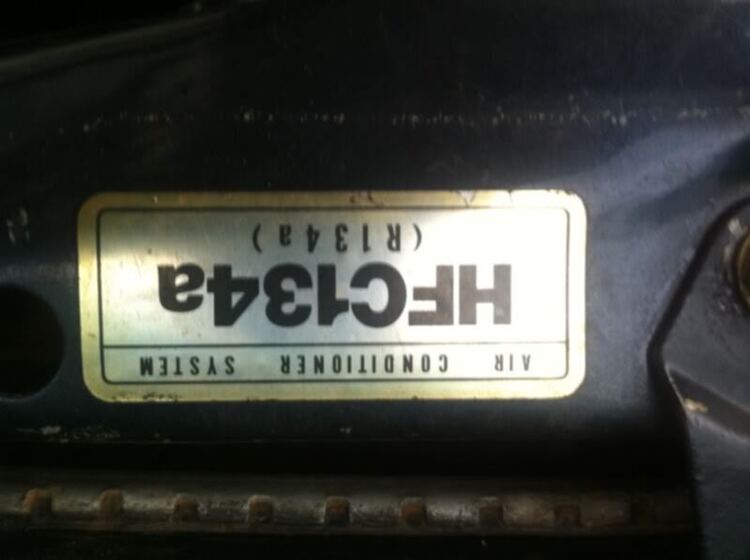 AIR CONDITIONER SYSTEM
HFC134a
(R134a)